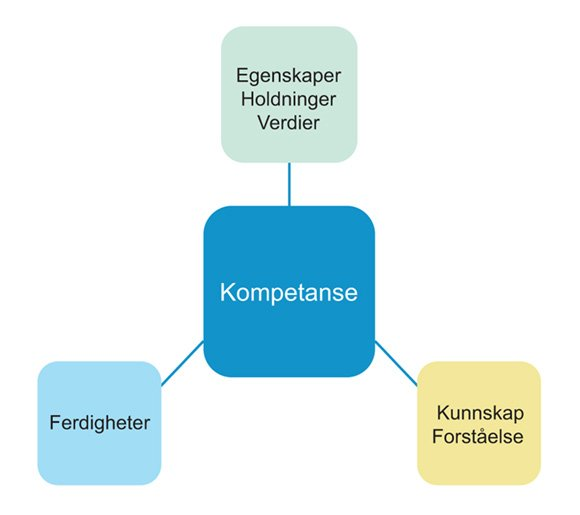 Egenskaper
Holdninger
Verdier
Kompetanse
Ferdigheter
Kunnskap
Forståelse